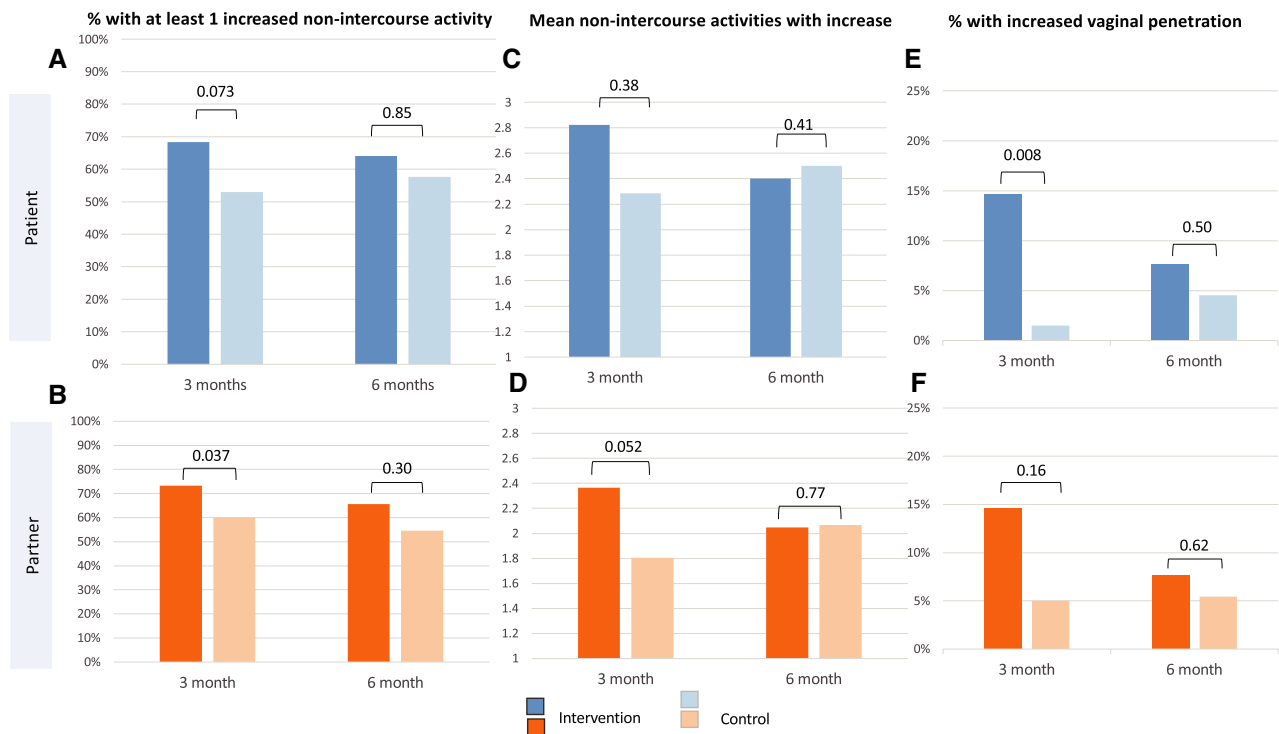 % with at least 1 increased non-intercourse activity
Mean non-intercourse activities with increase
% with increased vaginal penetration
Patient
A
100%
90%
80%
70%
60%
50%
40%
30%
20%
10%
0%
0.073
0.85
3 months
6 months
C
3
2.8
2.6
2.4
2.2
2
1.8
1.6
1.4
1.2
1
0.38
0.41
3 month
6 month
E
25%
20%
15%
10%
5%
0%
0.008
0.50
3 month
6 month
Partner
B
100%
90%
80%
70%
60%
50%
40%
30%
20%
10%
0%
0.037
0.30
3 month
6 month
D
3
2.8
2.6
2.4
2.2
2
1.8
1.6
1.4
1.2
1
0.052
0.77
3 month
6 month
F
25%
20%
15%
10%
5%
0%
0.16
0.62
3 month
6 month
Intervention
Control